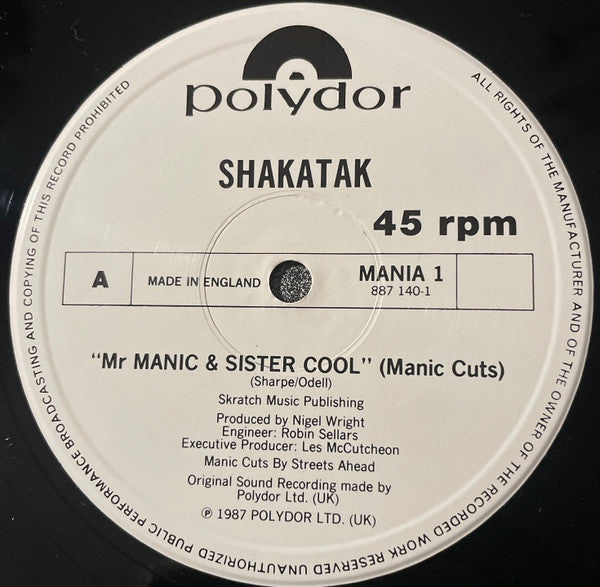 polydor
SHAKATAK
45 rpm
A
MADE IN ENGLAND
MANIA 1
887 140-1
"Mr MANIC & SISTER COOL" (Manic Cuts)
(Sharpe/Odell)
Skratch Music Publishing
Produced by Nigel Wright
Engineer: Robin Sellars
Executive Producer: Les McCutcheon
Manic Cuts By Streets Ahead
Original Sound Recording made by
Polydor Ltd. (UK)
℗ 1987 POLYDOR LTD. (UK)
ALL RIGHTS OF THE MANUFACTURER AND OF THE OWNER OF THE RECORDED WORK RESERVED UNAUTHORIZED PUBLIC PERFORMANCE BROADCASTING AND COPYING OF THIS RECORD PROHIBITED